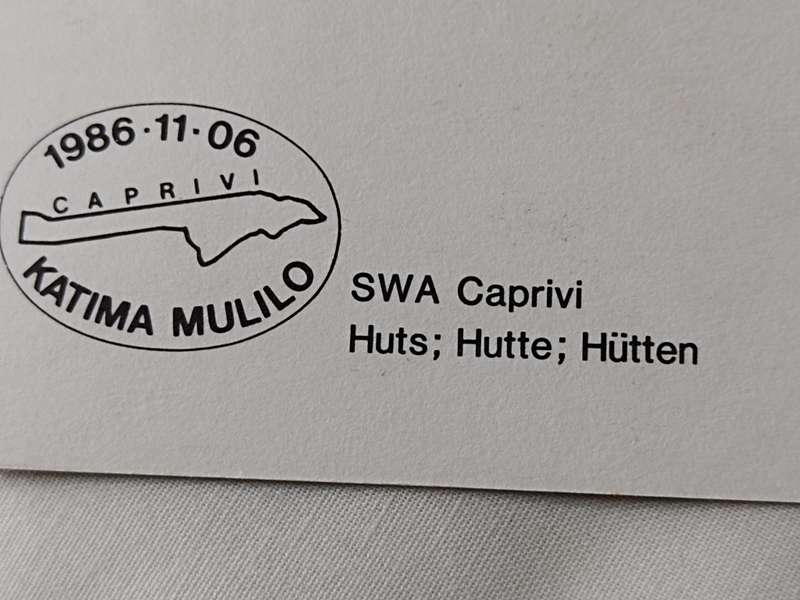 1986·11·06
CAPRIVI
KATIMA MULILO
SWA Caprivi
Huts; Hutte; Hütten